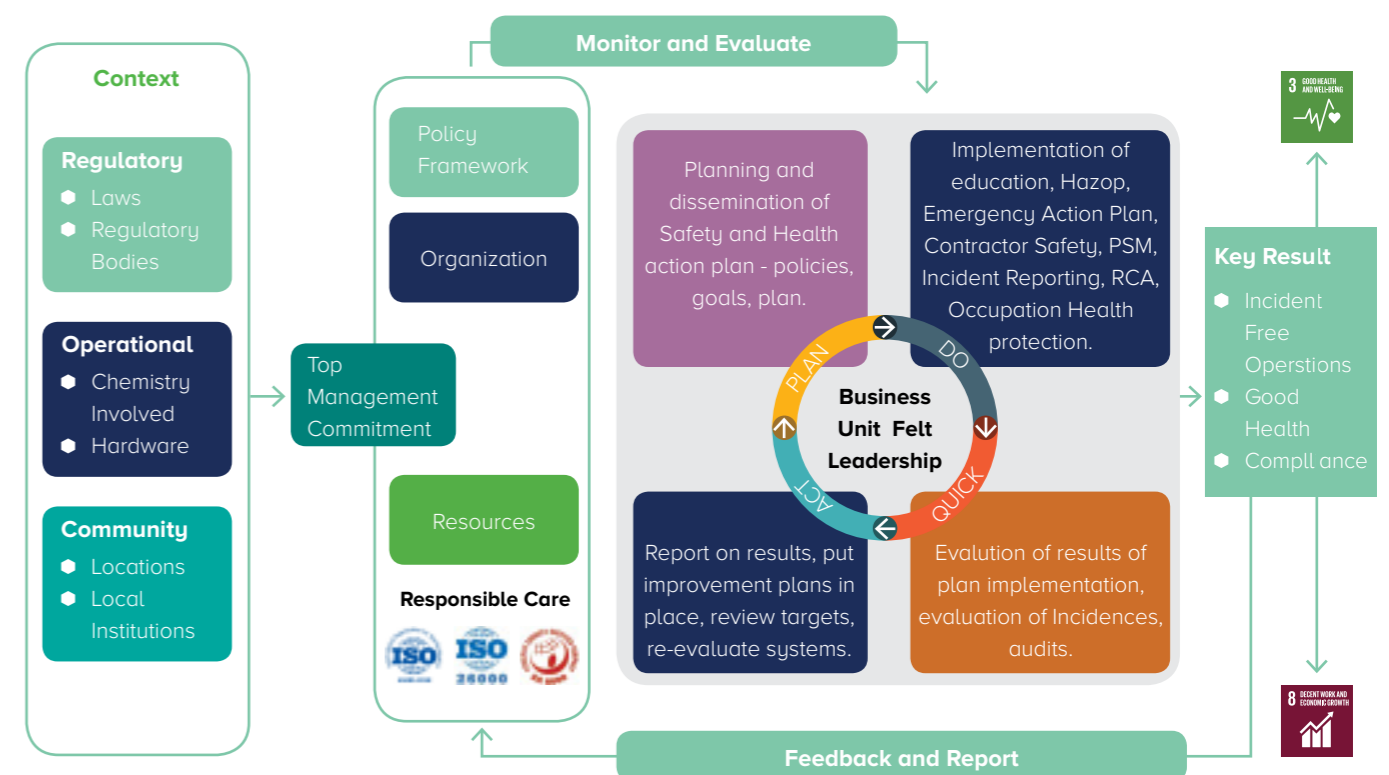 Monitor and Evaluate
Context
Regulatory
Laws
Regulatory
Bodies
Operational
Chemistry
Involved
Hardware
Community
Locations
Local
Institutions
Top
Management
Commitment
Policy
Framework
Organization
Resources
Responsible Care
ISO
ISO
26000
Planning and
dissemination of
Safety and Health
action plan - policies,
goals, plan.
Implementation of
education, Hazop,
Emergency Action Plan,
Contractor Safety, PSM,
Incident Reporting, RCA,
Occupation Health
protection.
PLAN
DO
QUICK
ACT
Business
Unit Felt
Leadership
Report on results, put
improvement plans in
place, review targets,
re-evaluate systems.
Evalution of results of
plan implementation,
evaluation of Incidences,
audits.
3 GOOD HEALTH
AND WELL-BEING
Key Result
Incident
Free
Operstions
Good
Health
Compll ance
8 DECENT WORK AND
ECONOMIC GROWTH
Feedback and Report